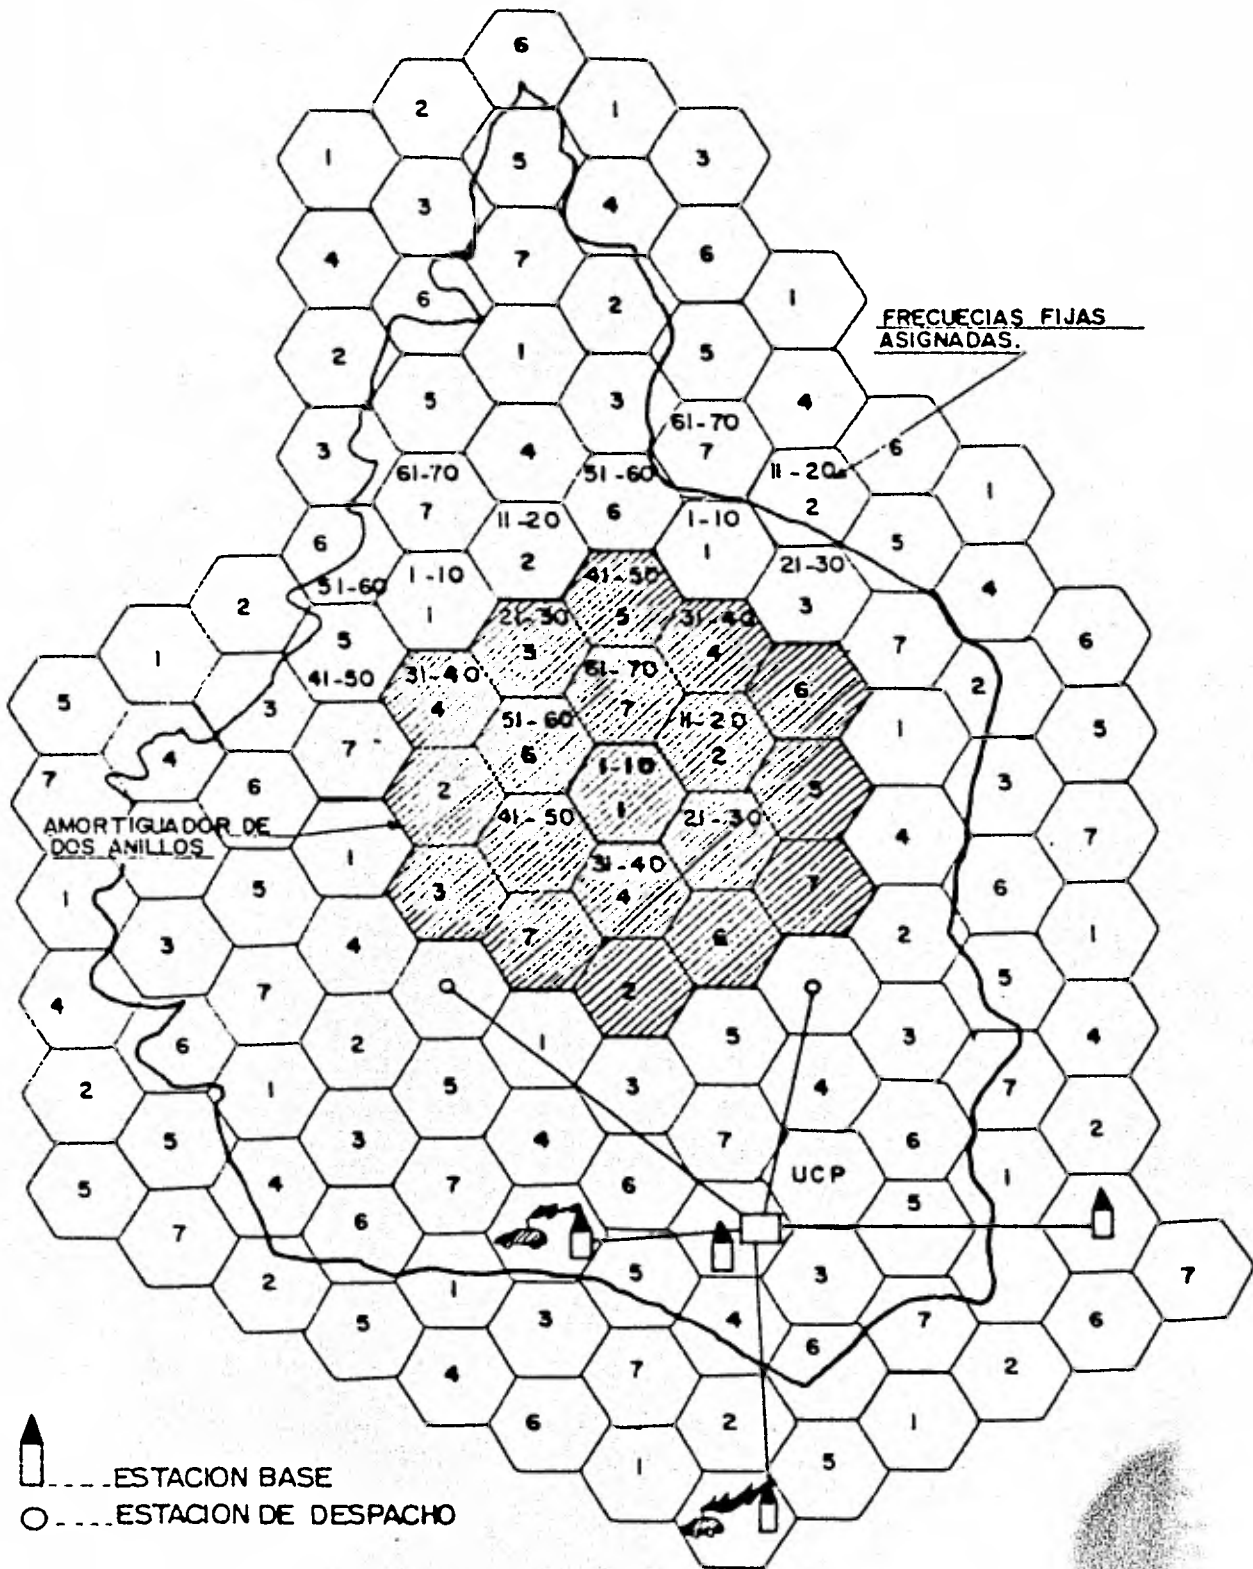 6
2 1
1 5 3
3 4
4 7 6
6 2 1
FRECUECIAS FIJAS
ASIGNADAS.
2 1 5
5 3 4
61-70
3 4 7 6
61-70 51-60 11-20
7 6 2 1
11-20 1-10
6 2 1 5
1-10 41-50 21-30
51-60 4
2 1 21-30 5 31-40 3
5 3 4 7 6
1 41-50 31-40 61-70
5 3 4 7 6 2
51-60 11-20 1 5
4 7 6 2
7 6 2 1-10 5 3
1
AMORTIGUADOR DE 41-50 21-30 4 7
DOS ANILLOS 1 31-40
1 5 3 4 7 6
3 4 7 6 2 1
4 7 2 5
6 2 1 5 3 4
2 1 5 3 4 7
5 3 4 7 6 2
5 4 7 6 UCP 5 1
7 6
2 1 5 3 7
5 3 4 6 7 6
4 7 2
6 2 1
1 5
ESTACION BASE
ESTACION DE DESPACHO